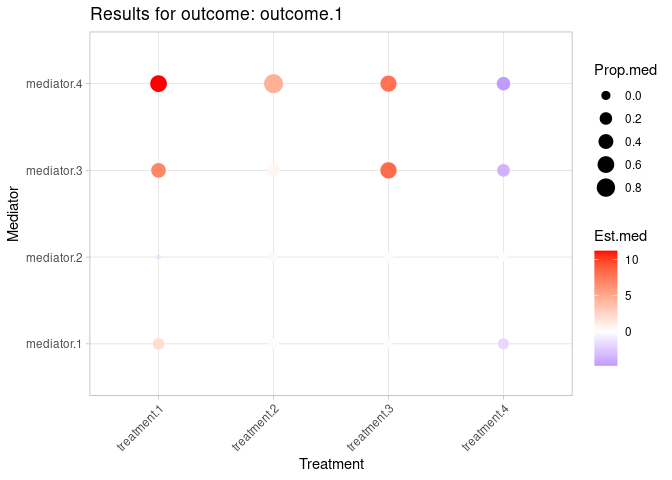 Results for outcome: outcome.1
Mediator
mediator.4
mediator.3
mediator.2
mediator.1
treatment.1
treatment.2
treatment.3
treatment.4
Treatment
Prop.med
0.0
0.2
0.4
0.6
0.8
Est.med
10
5
0